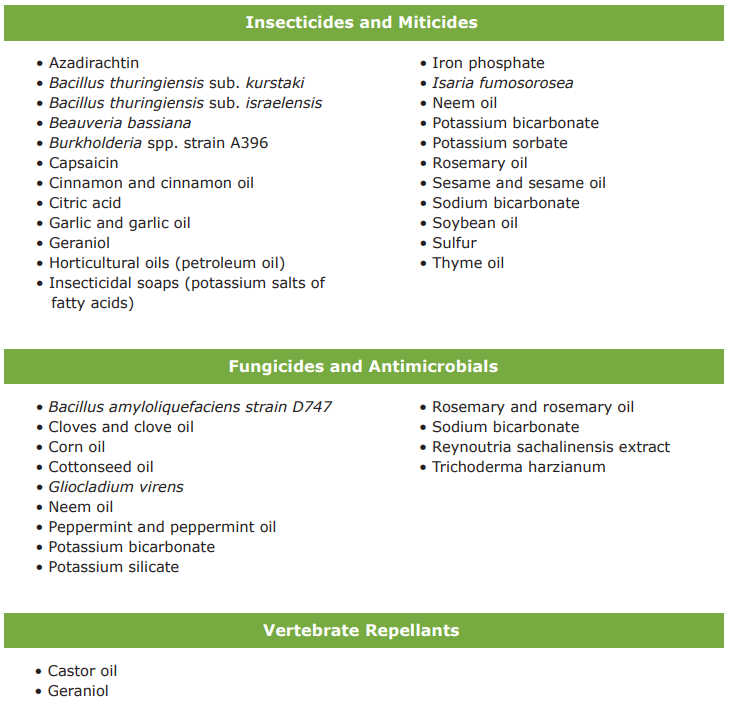 Insecticides and Miticides
• Azadirachtin
• Bacillus thuringiensis sub. kurstaki
• Bacillus thuringiensis sub. israelensis
• Beauveria bassiana
• Burkholderia spp. strain A396
• Capsaicin
• Cinnamon and cinnamon oil
• Citric acid
• Garlic and garlic oil
• Geraniol
• Horticultural oils (petroleum oil)
• Insecticidal soaps (potassium salts of
fatty acids)
• Iron phosphate
• Isaria fumosorosea
• Neem oil
• Potassium bicarbonate
• Potassium sorbate
• Rosemary oil
• Sesame and sesame oil
• Sodium bicarbonate
• Soybean oil
• Sulfur
• Thyme oil
Fungicides and Antimicrobials
• Bacillus amyloliquefaciens strain D747
• Cloves and clove oil
• Corn oil
• Cottonseed oil
• Gliocladium virens
• Neem oil
• Peppermint and peppermint oil
• Potassium bicarbonate
• Potassium silicate
• Rosemary and rosemary oil
• Sodium bicarbonate
• Reynoutria sachalinensis extract
• Trichoderma harzianum
Vertebrate Repellants
• Castor oil
• Geraniol